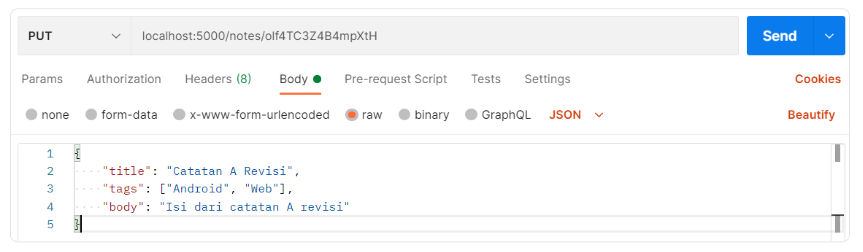 PUT localhost:5000/notes/olf4TC3Z4B4mpXtH Send
Params Authorization Headers (8) Body Pre-request Script Tests Settings Cookies
none form-data x-www-form-urlencoded raw binary GraphQL JSON Beautify
1 {
2 "title": "Catatan A Revisi",
3 "tags": ["Android", "Web"],
4 "body": "Isi dari catatan A revisi"
5 }